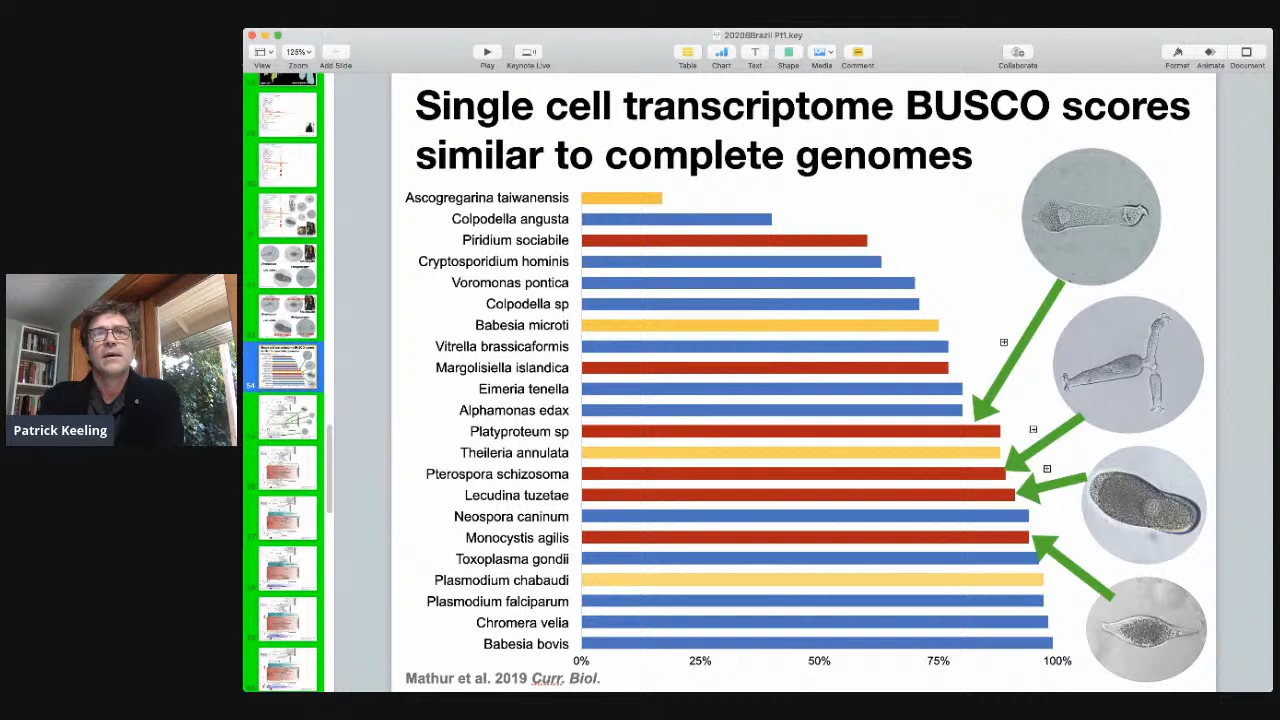 2020BBrazil Pt1.key
125%
View
Zoom
Add Slide
Play
Keynote Live
Table
Chart
Text
Shape
Media
Comment
Collaborate
Format
Animate
Document
Single cell transcriptome BUSCO scores
similar to complete genomes
Ascogregarina taiwanensis
Colpodella angusta
Piridium sociabile
Cryptosporidium hominis
Voromonas pontica
Colpodella sp
Babesia microti
Vitrella brassicaformis
Margolisiella islandica
Eimeria tenella
Alphamonas edax
Platyproteum sp
Theileria annulata
Pterospora schizosoma
Lecudina tuzetae
Neospora caninum
Monocystis agilis
Toxoplasma gondii
Plasmodium chabaudi
Plasmodium falciparum
Chromera velia
Babesia bovis
0%
25%
50%
75%
100%
Mathur et al. 2019 Curr. Biol.
54
Patrick Keeling